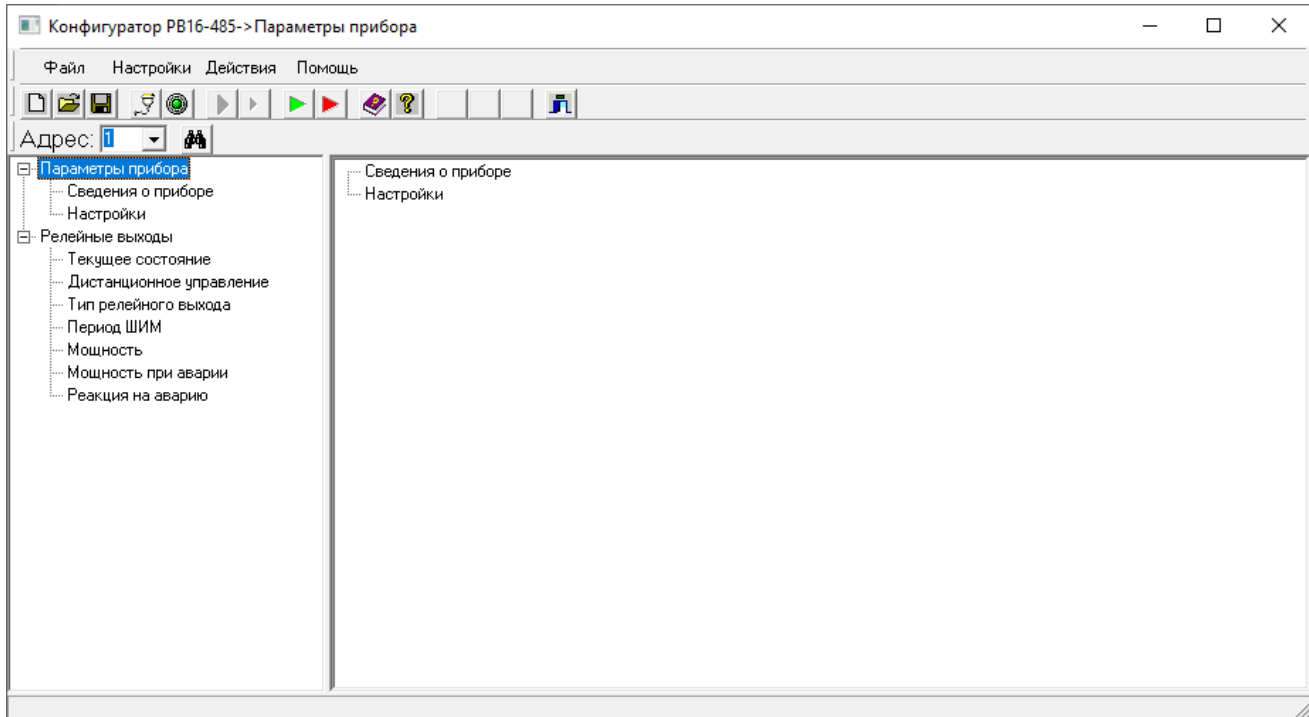 Конфигуратор РВ16-485->Параметры прибора
Файл Настройки Действия Помощь
Адрес: 1
Параметры прибора
Сведения о приборе
Настройки
Релейные выходы
Текущее состояние
Дистанционное управление
Тип релейного выхода
Период ШИМ
Мощность
Мощность при аварии
Реакция на аварию
Сведения о приборе
Настройки